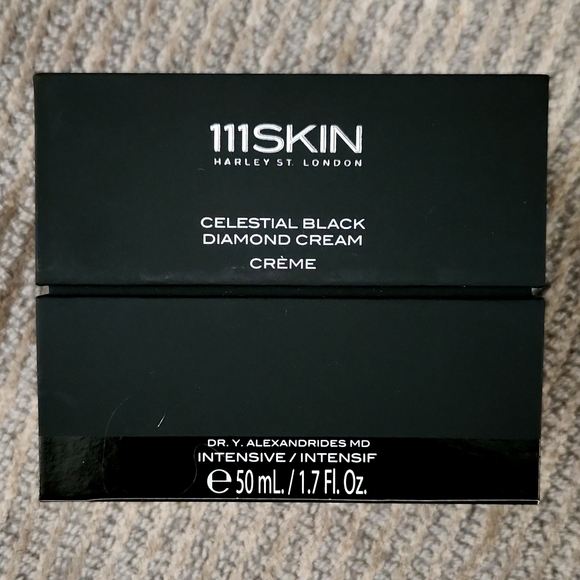 111SKIN
HARLEY ST. LONDON
CELESTIAL BLACK
DIAMOND CREAM
CRÈME
DR. Y. ALEXANDRIDES MD
INTENSIVE / INTENSIF
℮ 50 mL. / 1.7 Fl. Oz.